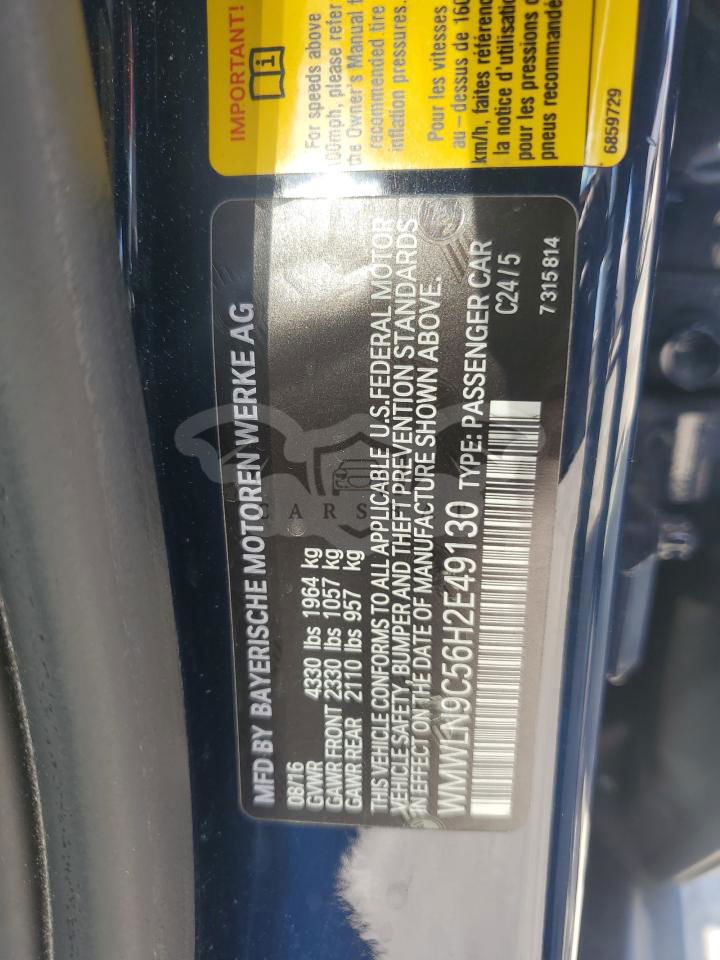 IMPORTANT!
For speeds above
100mph, please refer
the Owner's Manual
recommended tire
inflation pressures.
Pour les vitesses
au-dessus de 160
km/h, faites référenc
la notice d'utilisation
pour les pressions
pneus recommandé
6859729
MFD BY BAYERISCHE MOTOREN WERKE AG
08/16
GVWR 4330 lbs 1964 kg
GAWR FRONT 2330 lbs 1057 kg
GAWR REAR 2110 lbs 957 kg
THIS VEHICLE CONFORMS TO ALL APPLICABLE U.S.FEDERAL MOTOR
VEHICLE SAFETY, BUMPER AND THEFT PREVENTION STANDARDS
IN EFFECT ON THE DATE OF MANUFACTURE SHOWN ABOVE.
WMWLN9C56H2E49130 TYPE: PASSENGER CAR
C24/5
7 315 814
CARS